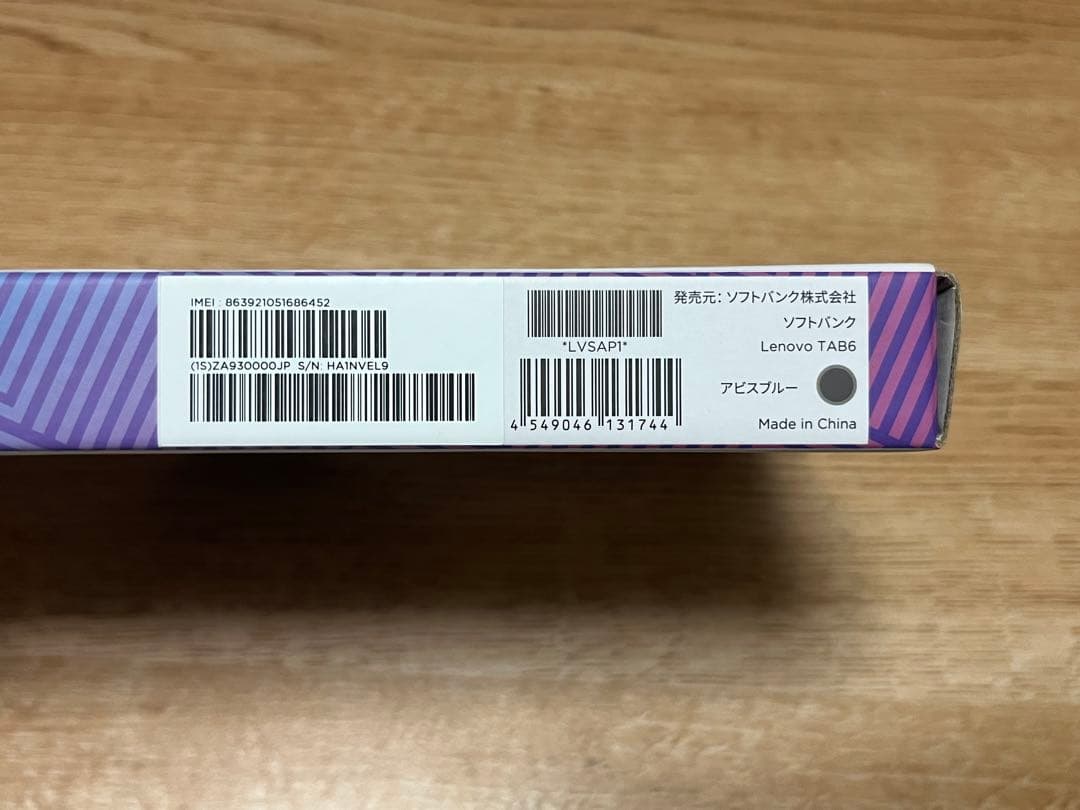 IMEI : 863921051686452
(1S)ZA930000JP S/N: HA1NVEL9
*LVSAP1*
4 549046 131744
発売元: ソフトバンク株式会社
ソフトバンク
Lenovo TAB6
アビスブルー
Made in China